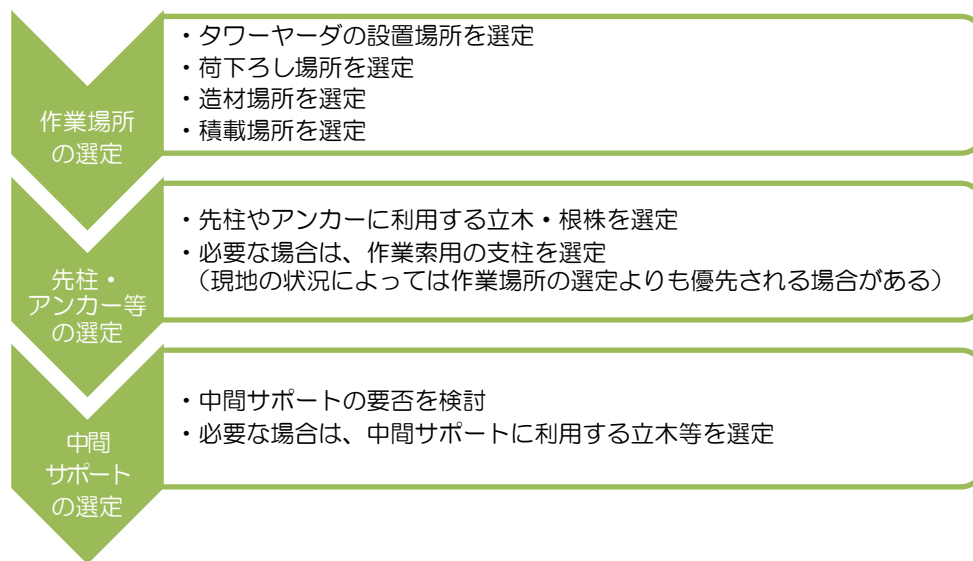 作業場所
の選定
・タワーヤーダの設置場所を選定
・荷下ろし場所を選定
・造材場所を選定
・積載場所を選定
先柱・
アンカー等
の選定
・先柱やアンカーに利用する立木・根株を選定
・必要な場合は、作業索用の支柱を選定
（現地の状況によっては作業場所の選定よりも優先される場合がある）
中間
サポート
の選定
・中間サポートの要否を検討
・必要な場合は、中間サポートに利用する立木等を選定